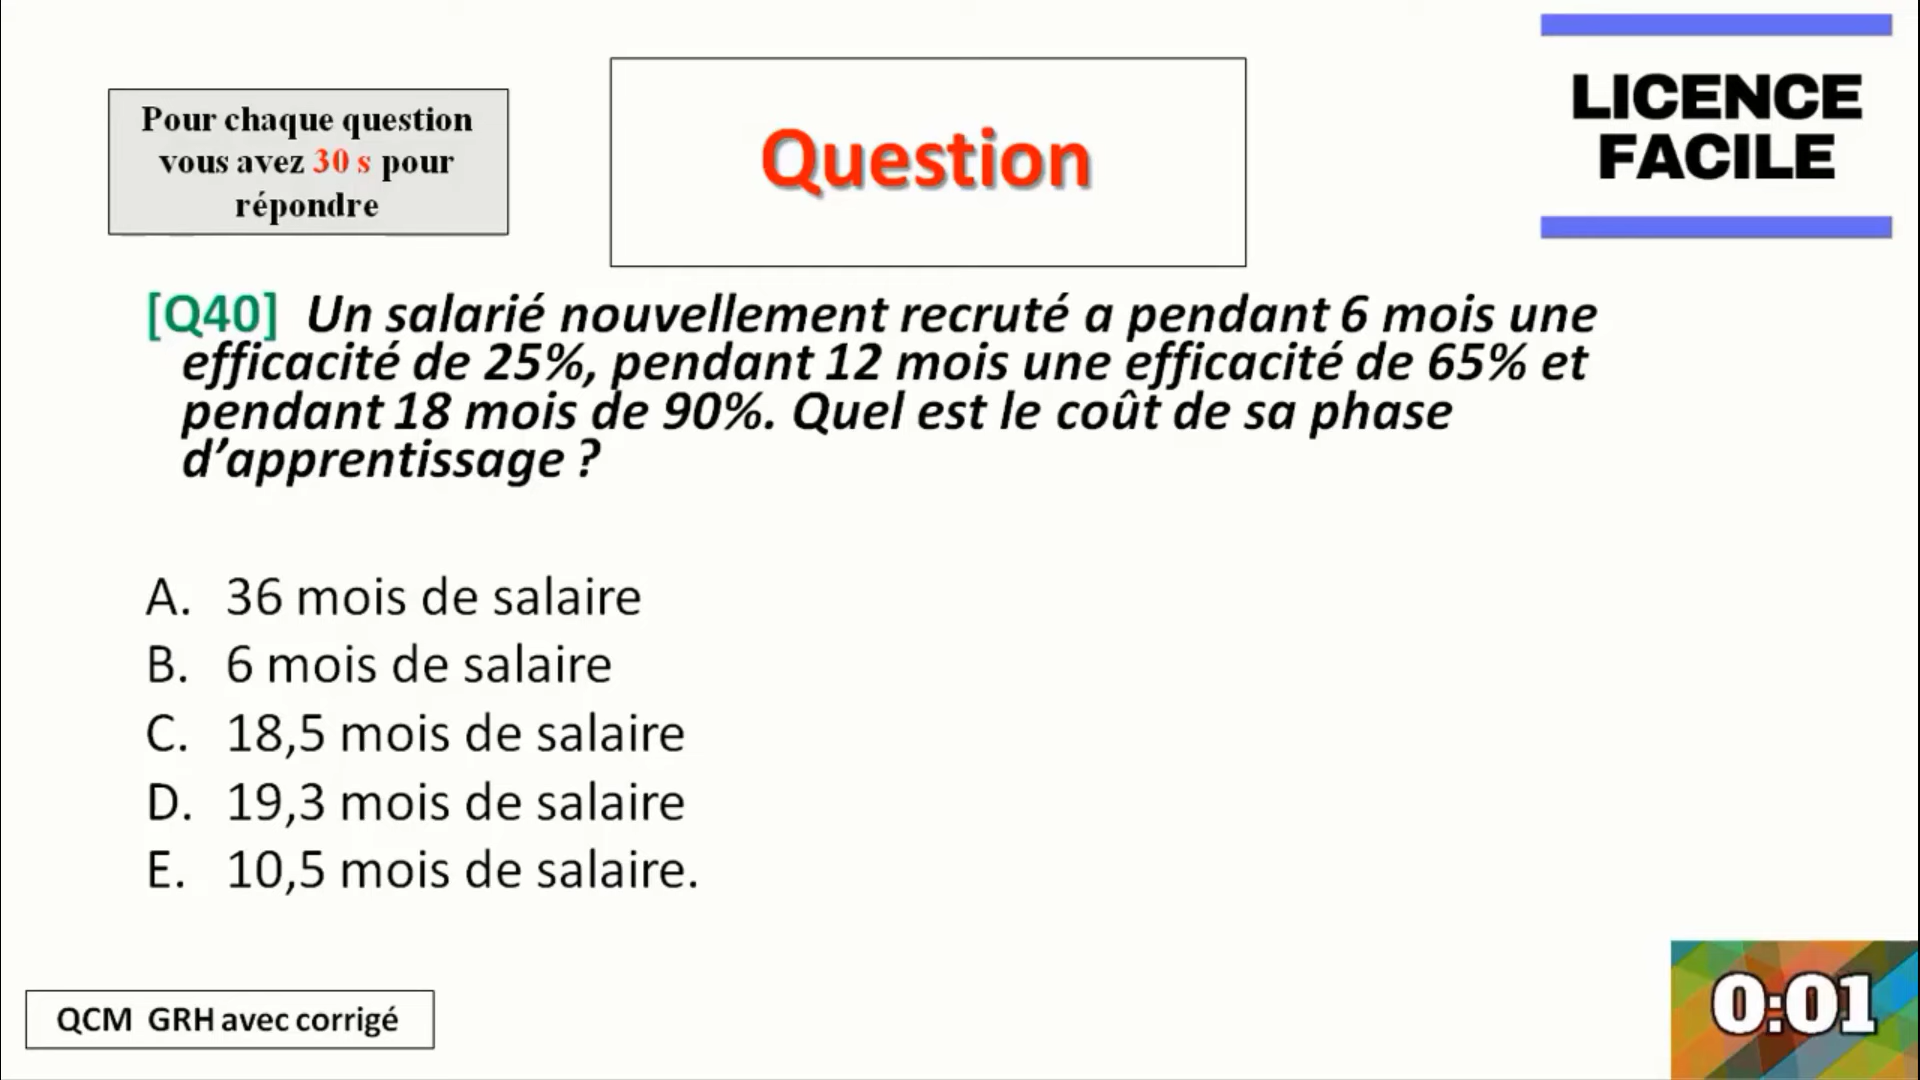 Pour chaque question
vous avez 30 s pour
répondre
Question
LICENCE
FACILE
[Q40] Un salarié nouvellement recruté a pendant 6 mois une
efficacité de 25%, pendant 12 mois une efficacité de 65% et
pendant 18 mois de 90%. Quel est le coût de sa phase
d’apprentissage ?
A. 36 mois de salaire
B. 6 mois de salaire
C. 18,5 mois de salaire
D. 19,3 mois de salaire
E. 10,5 mois de salaire.
QCM GRH avec corrigé
0:01